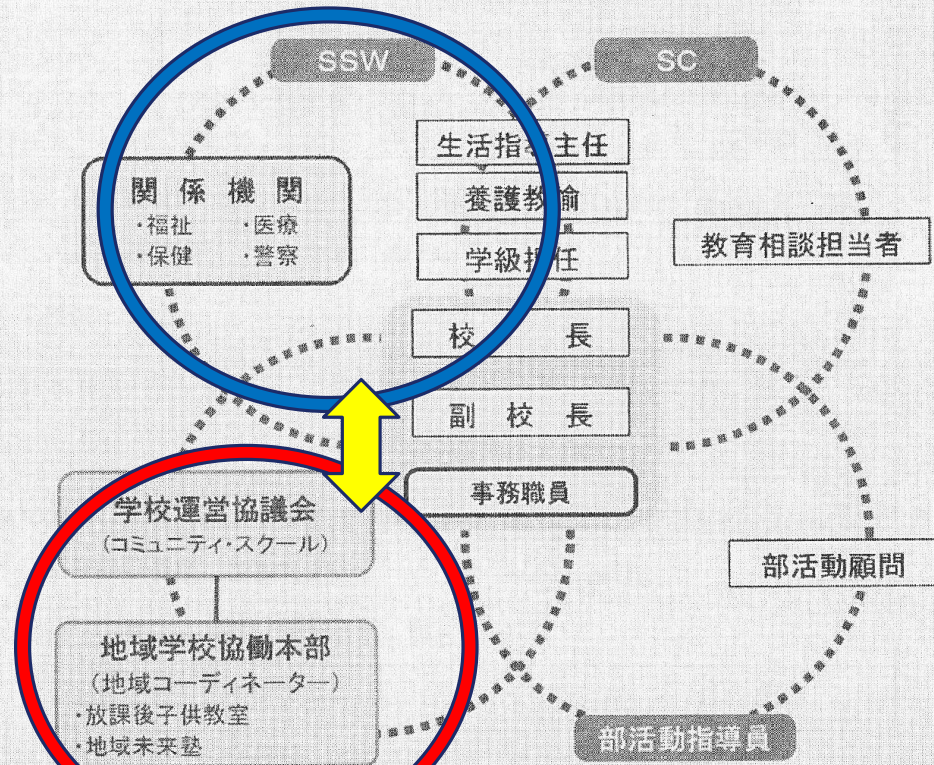 SSW
SC
生活指導主任
養護教諭
学級担任
関係機関
・福祉 ・医療
・保健 ・警察
教育相談担当者
校長
副校長
事務職員
学校運営協議会
(コミュニティ・スクール)
部活動顧問
地域学校協働本部
(地域コーディネーター)
・放課後子供教室
・地域未来塾
部活動指導員